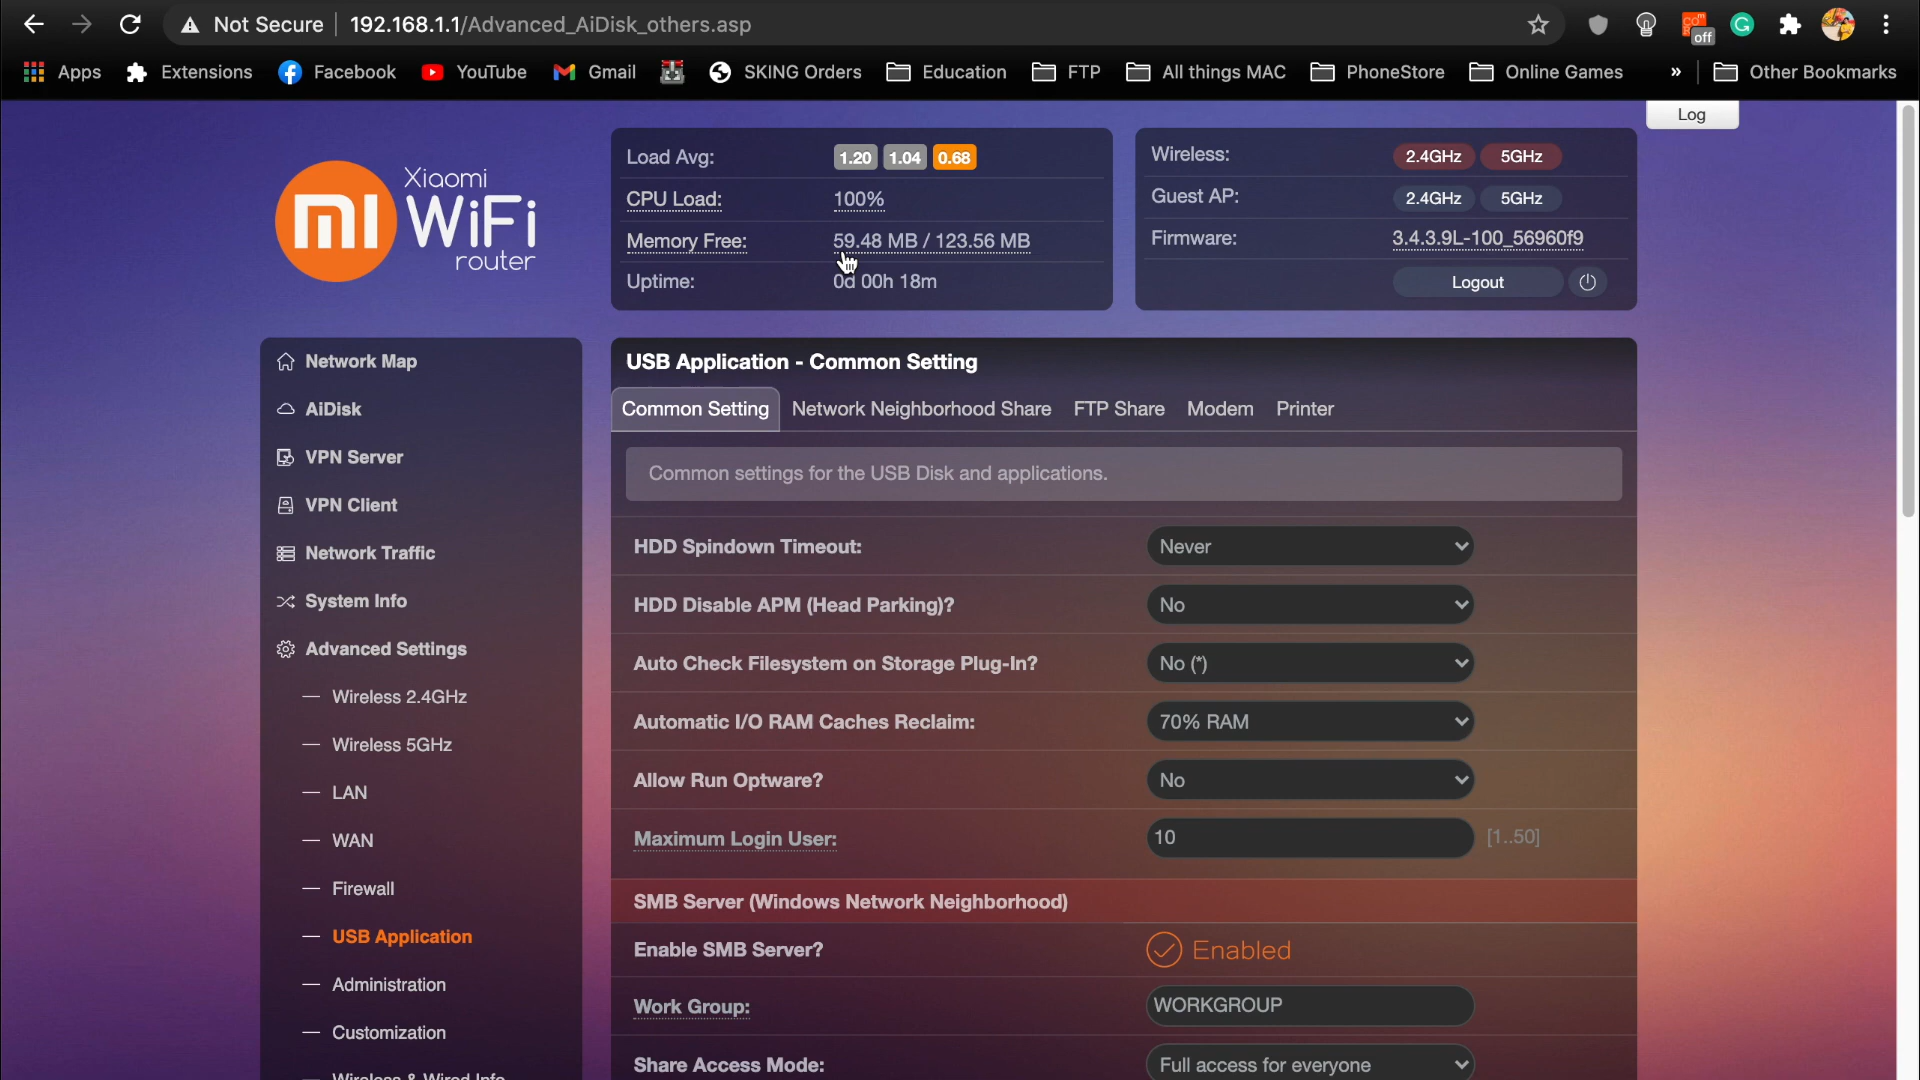 Not Secure
192.168.1.1/Advanced_AiDisk_others.asp
off
Apps
Extensions
Facebook
YouTube
Gmail
SKING Orders
Education
FTP
All things MAC
PhoneStore
Online Games
»
Other Bookmarks
Log
MI
Xiaomi
WiFi
router
Load Avg: 1.20 1.04 0.68
CPU Load: 100%
Memory Free: 59.48 MB / 123.56 MB
Uptime: 0d 00h 18m
Wireless: 2.4GHz 5GHz
Guest AP: 2.4GHz 5GHz
Firmware: 3.4.3.9L-100_56960f9
Logout
Network Map
AiDisk
VPN Server
VPN Client
Network Traffic
System Info
Advanced Settings
— Wireless 2.4GHz
— Wireless 5GHz
— LAN
— WAN
— Firewall
— USB Application
— Administration
— Customization
— Wireless & Wired Info
USB Application - Common Setting
Common Setting Network Neighborhood Share FTP Share Modem Printer
Common settings for the USB Disk and applications.
HDD Spindown Timeout: Never
HDD Disable APM (Head Parking)? No
Auto Check Filesystem on Storage Plug-In? No (*)
Automatic I/O RAM Caches Reclaim: 70% RAM
Allow Run Optware? No
Maximum Login User: 10 [1..50]
SMB Server (Windows Network Neighborhood)
Enable SMB Server? Enabled
Work Group: WORKGROUP
Share Access Mode: Full access for everyone